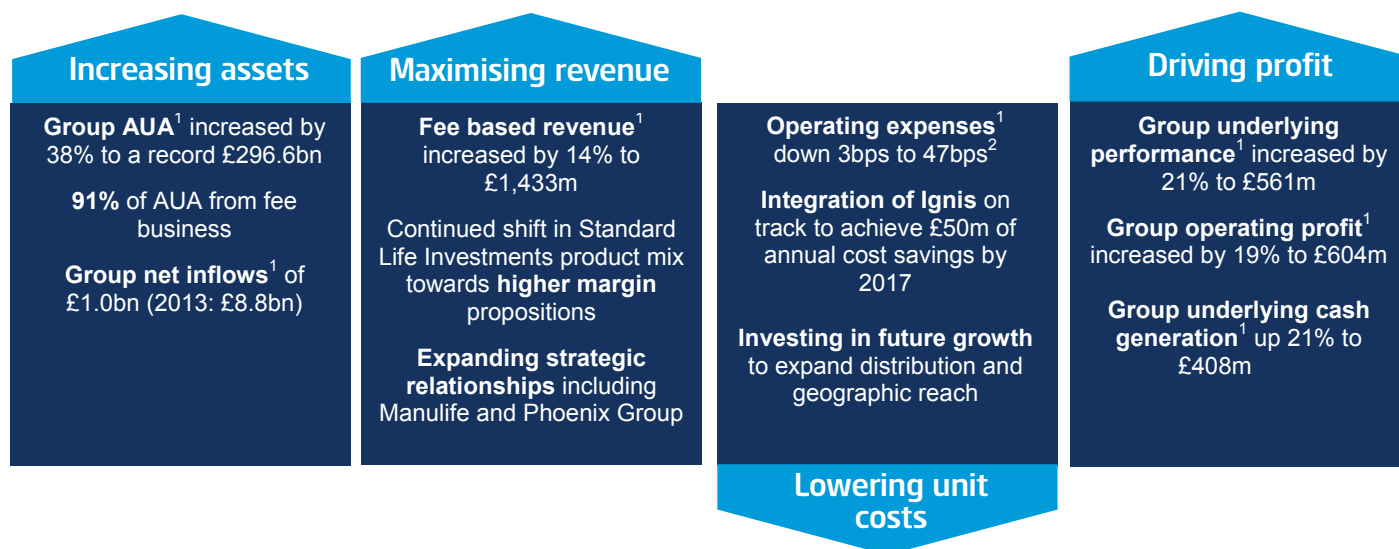 Increasing assets
Group AUA¹ increased by
38% to a record £296.6bn
91% of AUA from fee
business
Group net inflows¹ of
£1.0bn (2013: £8.8bn)
Maximising revenue
Fee based revenue¹
increased by 14% to
£1,433m
Continued shift in Standard
Life Investments product mix
towards higher margin
propositions
Expanding strategic
relationships including
Manulife and Phoenix Group
Operating expenses¹
down 3bps to 47bps²
Integration of Ignis on
track to achieve £50m of
annual cost savings by
2017
Investing in future growth
to expand distribution and
geographic reach
Lowering unit
costs
Driving profit
Group underlying
performance¹ increased by
21% to £561m
Group operating profit¹
increased by 19% to £604m
Group underlying cash
generation¹ up 21% to
£408m